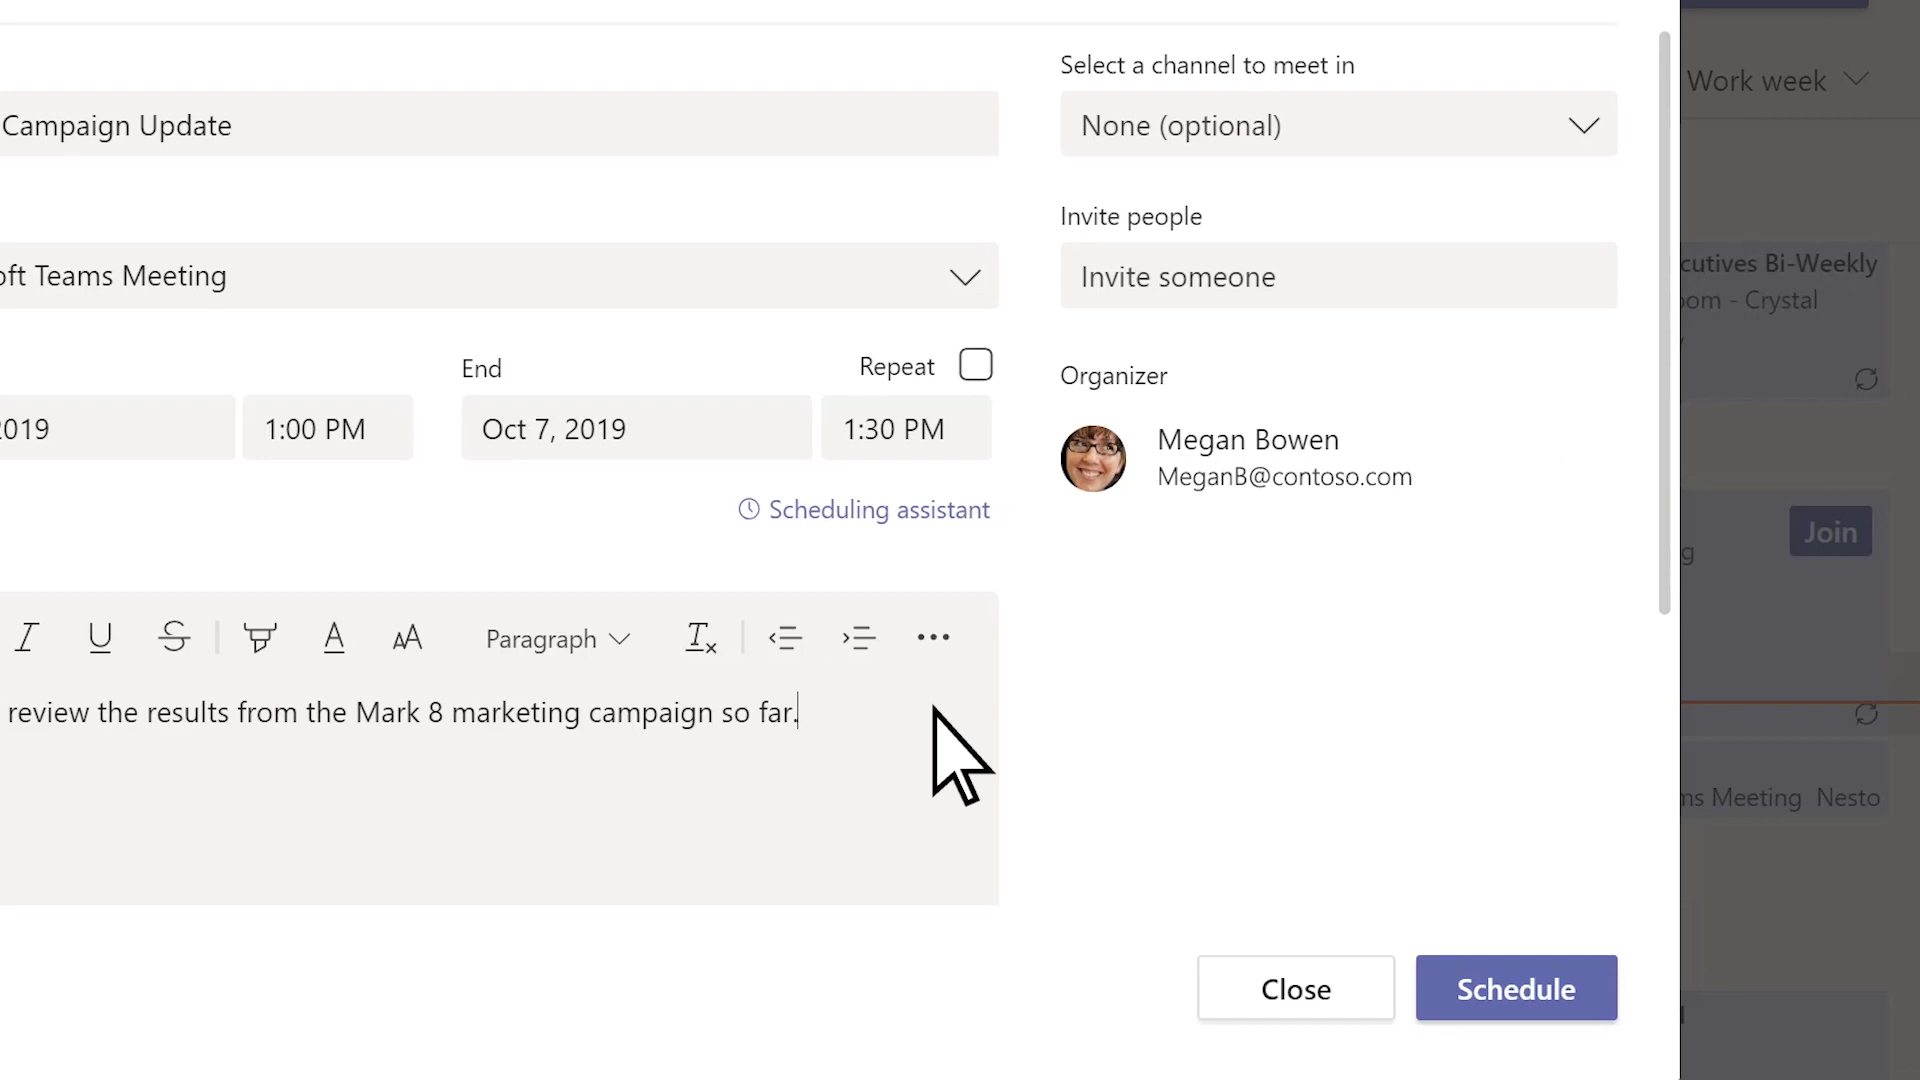 Select a channel to meet in
Work week
Campaign Update
None (optional)
Invite people
oft Teams Meeting
Invite someone
cutives Bi-Weekly
oom - Crystal
End
Repeat
Organizer
2019
1:00 PM
Oct 7, 2019
1:30 PM
Megan Bowen
MeganB@contoso.com
Scheduling assistant
Join
g
Paragraph
review the results from the Mark 8 marketing campaign so far.
ms Meeting Nesto
Close
Schedule